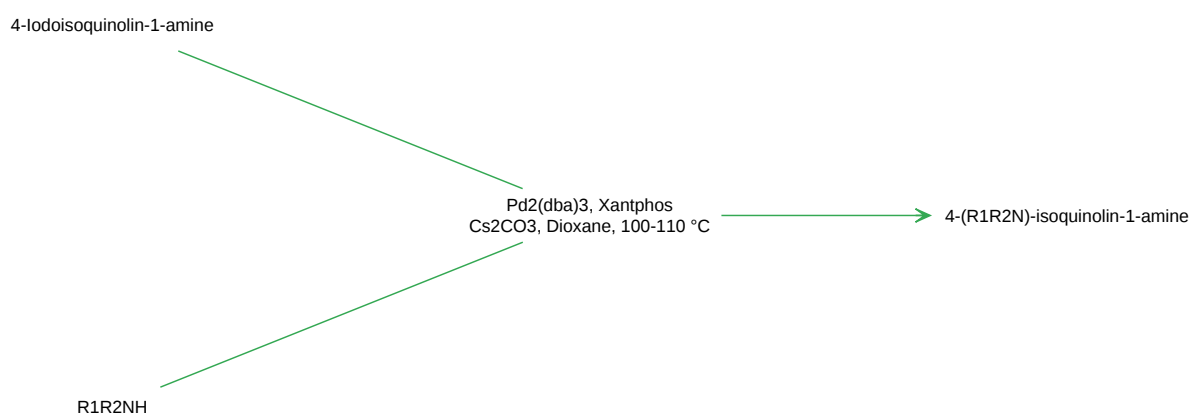 4-Iodoisoquinolin-1-amine
Pd2(dba)3, Xantphos
Cs2CO3, Dioxane, 100-110 °C
4-(R1R2N)-isoquinolin-1-amine
R1R2NH